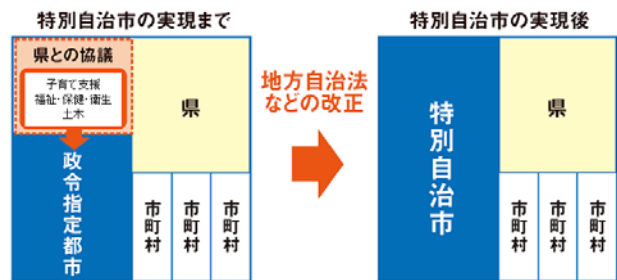 特別自治市の実現まで
県との協議
子育て支援
福祉・保健・衛生
土木
政令指定都市
県
市町村
市町村
市町村
地方自治法
などの改正
特別自治市の実現後
特別自治市
県
市町村
市町村
市町村